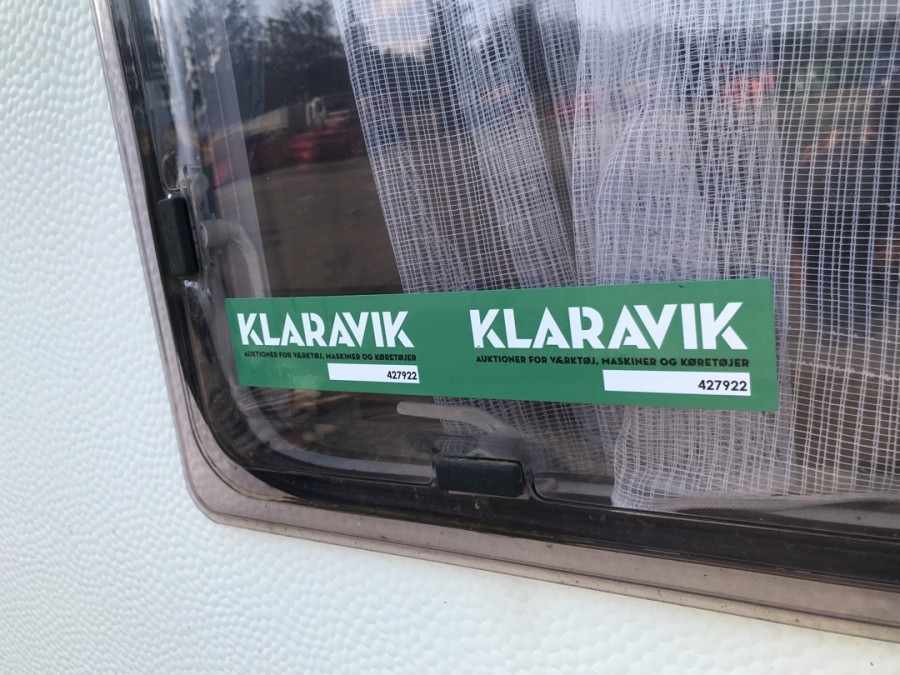 KLARAVIK
AUKTIONER FOR VÆRKTØJ, MASKINER OG KØRETØJER
427922
KLARAVIK
AUKTIONER FOR VÆRKTØJ, MASKINER OG KØRETØJER
427922